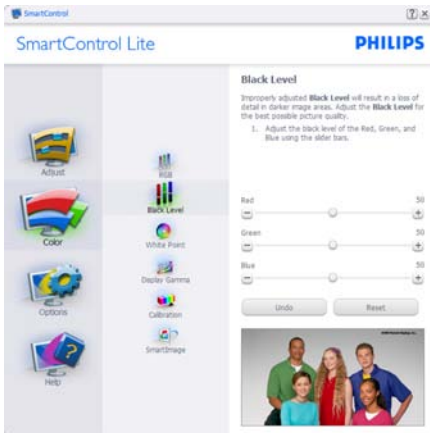 SmartControl
SmartControl Lite
PHILIPS
Adjust
Color
Options
Help
RGB
Black Level
White Point
Display Gamma
Calibration
SmartImage
Black Level
Improperly adjusted Black Level will result in a loss of
detail in darker image areas. Adjust the Black Level for
the best possible picture quality.
1. Adjust the black level of the Red, Green, and
Blue using the slider bars.
Red 50
Green 50
Blue 50
Undo Reset